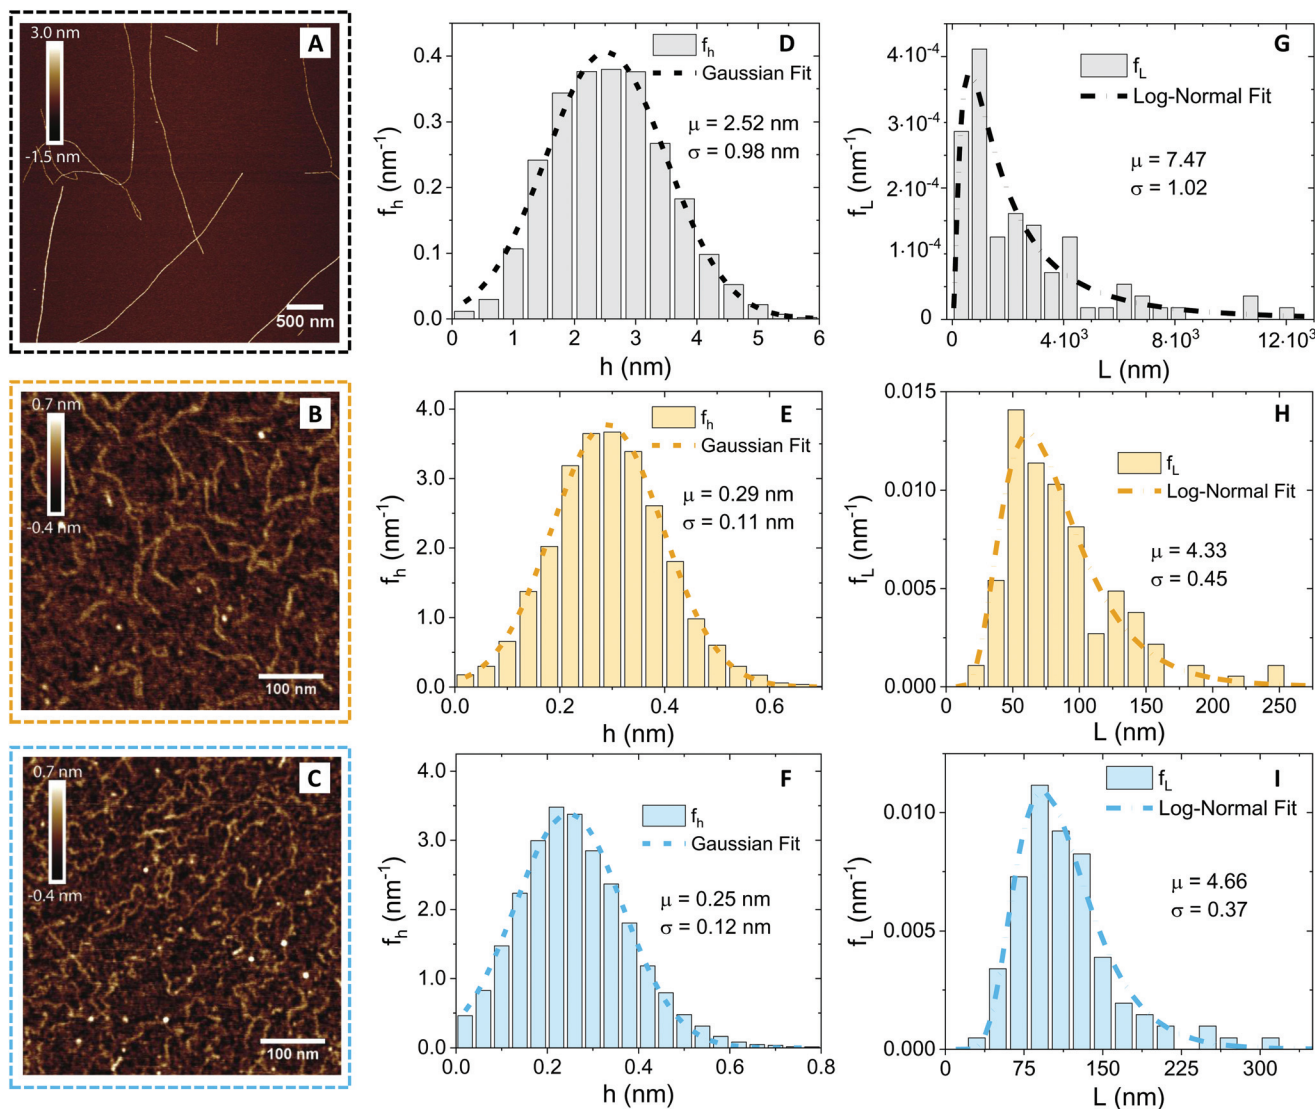 A
3.0 nm
-1.5 nm
500 nm
D
f_h
Gaussian Fit
μ = 2.52 nm
σ = 0.98 nm
f_h (nm⁻¹)
0.4
0.3
0.2
0.1
0.0
0 1 2 3 4 5 6
h (nm)
G
f_L
Log-Normal Fit
μ = 7.47
σ = 1.02
f_L (nm⁻¹)
4·10⁻⁴
3·10⁻⁴
2·10⁻⁴
1·10⁻⁴
0
0 4·10³ 8·10³ 12·10³
L (nm)
B
0.7 nm
-0.4 nm
100 nm
E
f_h
Gaussian Fit
μ = 0.29 nm
σ = 0.11 nm
f_h (nm⁻¹)
4.0
3.0
2.0
1.0
0.0
0.0 0.2 0.4 0.6
h (nm)
H
f_L
Log-Normal Fit
μ = 4.33
σ = 0.45
f_L (nm⁻¹)
0.015
0.010
0.005
0.000
0 50 100 150 200 250
L (nm)
C
0.7 nm
-0.4 nm
100 nm
F
f_h
Gaussian Fit
μ = 0.25 nm
σ = 0.12 nm
f_h (nm⁻¹)
4.0
3.0
2.0
1.0
0.0
0.0 0.2 0.4 0.6 0.8
h (nm)
I
f_L
Log-Normal Fit
μ = 4.66
σ = 0.37
f_L (nm⁻¹)
0.010
0.005
0.000
0 75 150 225 300
L (nm)